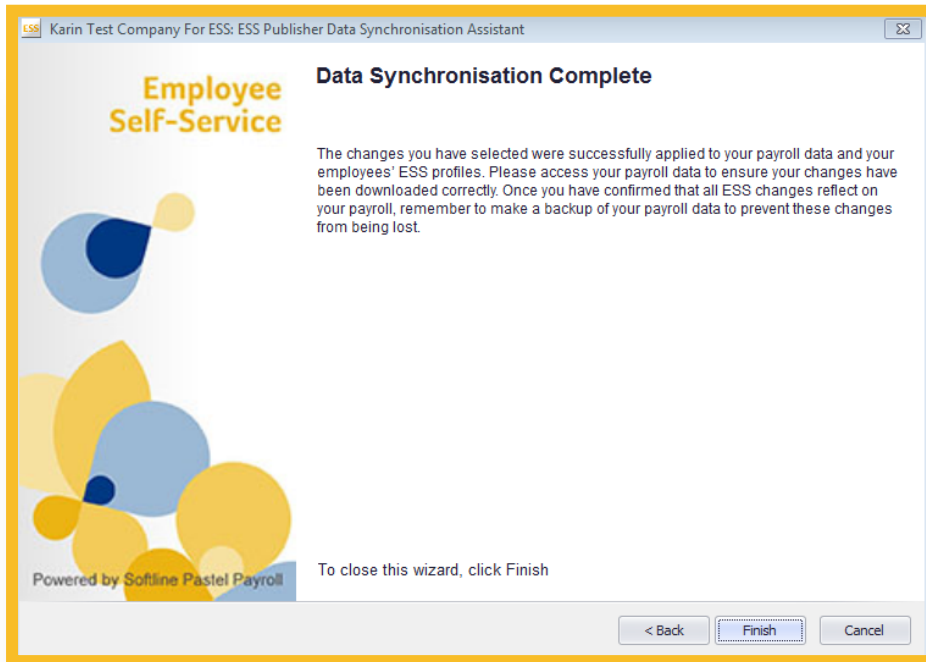 ESS Karin Test Company For ESS: ESS Publisher Data Synchronisation Assistant
Employee
Self-Service
Data Synchronisation Complete
The changes you have selected were successfully applied to your payroll data and your
employees' ESS profiles. Please access your payroll data to ensure your changes have
been downloaded correctly. Once you have confirmed that all ESS changes reflect on
your payroll, remember to make a backup of your payroll data to prevent these changes
from being lost.
Powered by Softline Pastel Payroll
To close this wizard, click Finish
< Back Finish Cancel